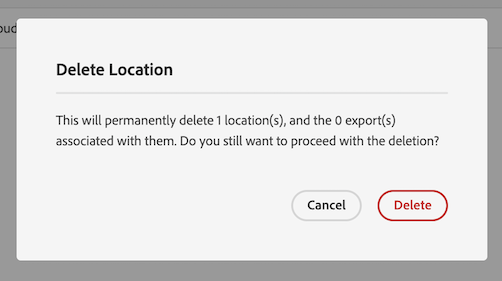 oud
Delete Location
This will permanently delete 1 location(s), and the 0 export(s)
associated with them. Do you still want to proceed with the deletion?
Cancel
Delete